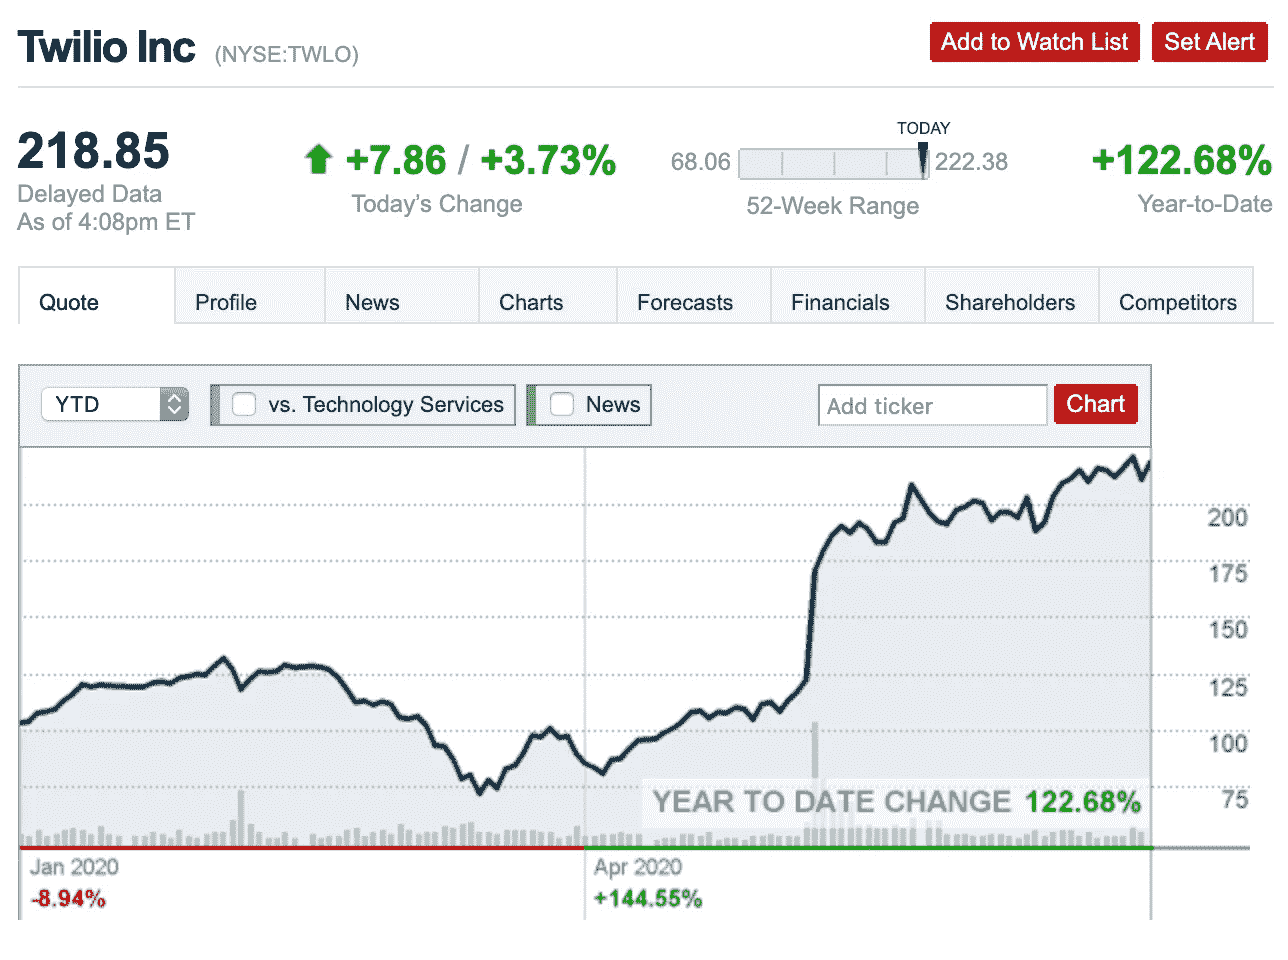 Twilio Inc (NYSE:TWLO)
Add to Watch List
Set Alert
218.85
Delayed Data
As of 4:08pm ET
+7.86 / +3.73%
Today's Change
TODAY
68.06
222.38
52-Week Range
+122.68%
Year-to-Date
Quote
Profile
News
Charts
Forecasts
Financials
Shareholders
Competitors
YTD
vs. Technology Services
News
Add ticker
Chart
200
175
150
125
100
75
YEAR TO DATE CHANGE 122.68%
Jan 2020
-8.94%
Apr 2020
+144.55%